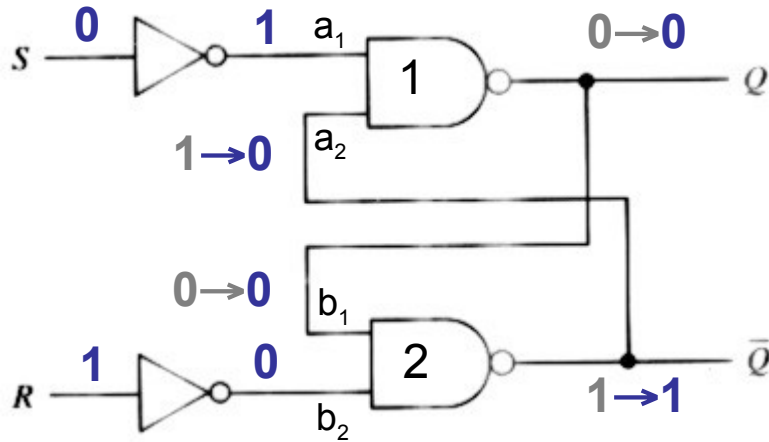 0 1 a₁ 0→0
S 1 Q
1→0 a₂
0→0 b₁
1 0 2 Q̅
R b₂ 1→1